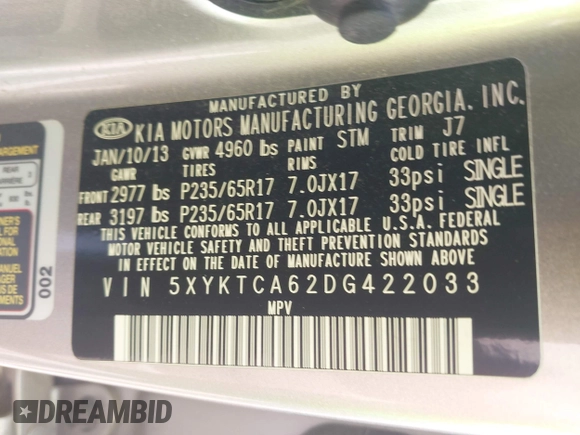 MANUFACTURED BY
KIA KIA MOTORS MANUFACTURING GEORGIA, INC.
JAN/10/13 GVWR 4960 lbs PAINT STM TRIM J7
GAWR TIRES RIMS COLD TIRE INFL
FRONT 2977 lbs P235/65R17 7.0JX17 33psi SINGLE
REAR 3197 lbs P235/65R17 7.0JX17 33psi SINGLE
THIS VEHICLE CONFORMS TO ALL APPLICABLE U.S.A. FEDERAL
MOTOR VEHICLE SAFETY AND THEFT PREVENTION STANDARDS
IN EFFECT ON THE DATE OF MANUFACTURE SHOWN ABOVE.
VIN 5XYKTCA62DG422033
MPV
REAR
002
DREAMBID